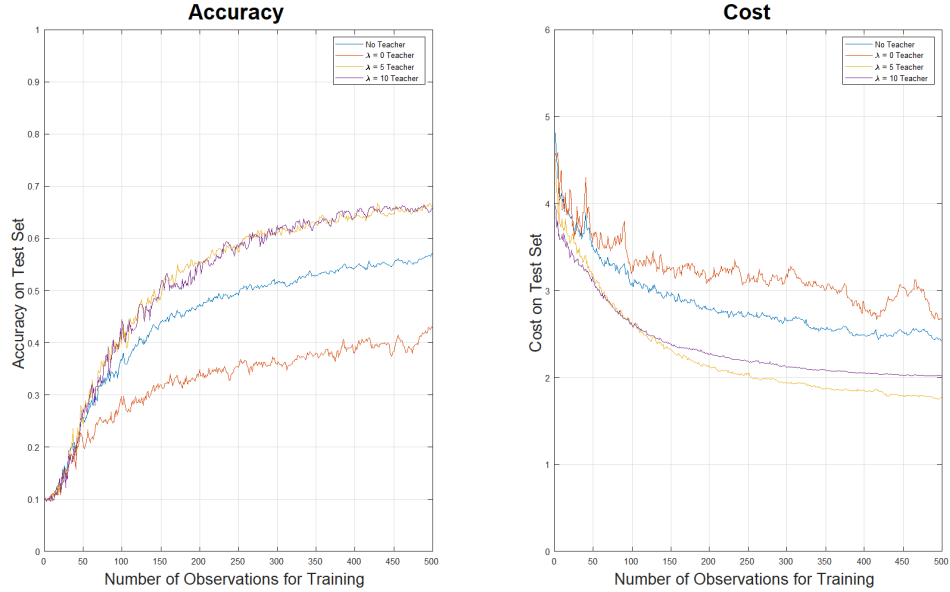 Accuracy
1
0.9
0.8
0.7
0.6
0.5
0.4
0.3
0.2
0.1
0
Accuracy on Test Set
No Teacher
λ = 0 Teacher
λ = 5 Teacher
λ = 10 Teacher
0 50 100 150 200 250 300 350 400 450 500
Number of Observations for Training
Cost
6
5
4
3
2
1
0
Cost on Test Set
No Teacher
λ = 0 Teacher
λ = 5 Teacher
λ = 10 Teacher
0 50 100 150 200 250 300 350 400 450 500
Number of Observations for Training